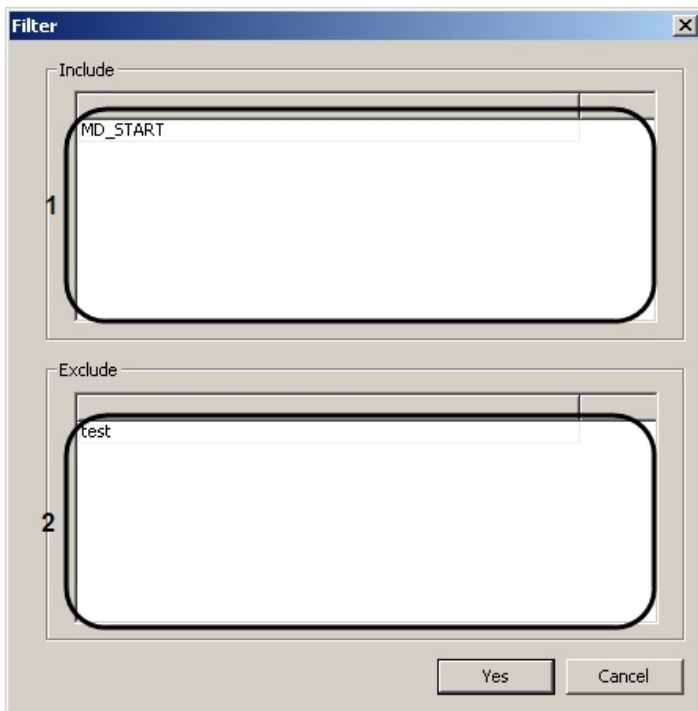 Filter
Include
MD_START
1
Exclude
test
2
Yes Cancel